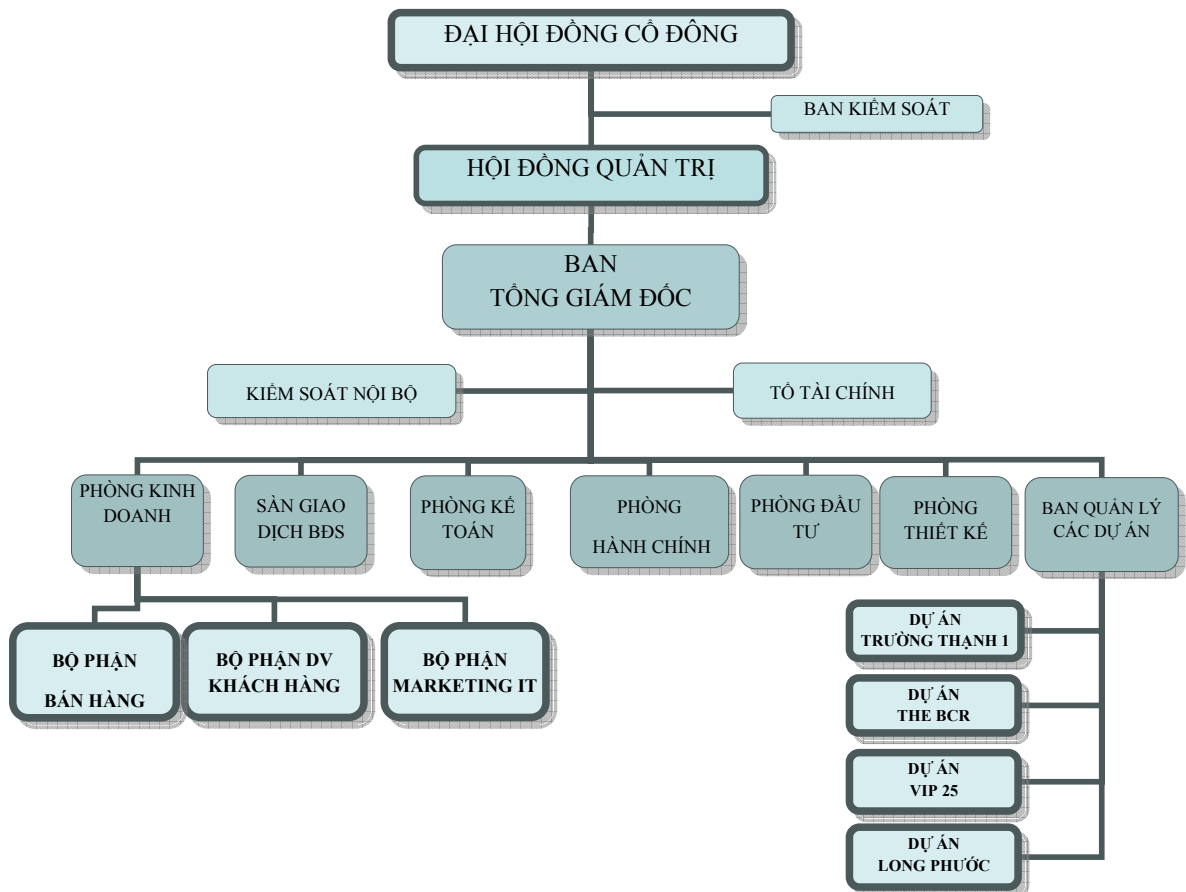 ĐẠI HỘI ĐỒNG CỔ ĐÔNG
BAN KIỂM SOÁT
HỘI ĐỒNG QUẢN TRỊ
BAN
TỔNG GIÁM ĐỐC
KIỂM SOÁT NỘI BỘ
TỔ TÀI CHÍNH
PHÒNG KINH
DOANH
SÀN GIAO
DỊCH BĐS
PHÒNG KẾ
TOÁN
PHÒNG
HÀNH CHÍNH
PHÒNG ĐẦU
TƯ
PHÒNG
THIẾT KẾ
BAN QUẢN LÝ
CÁC DỰ ÁN
BỘ PHẬN
BÁN HÀNG
BỘ PHẬN DV
KHÁCH HÀNG
BỘ PHẬN
MARKETING IT
DỰ ÁN
TRƯỜNG THẠNH 1
DỰ ÁN
THE BCR
DỰ ÁN
VIP 25
DỰ ÁN
LONG PHƯỚC